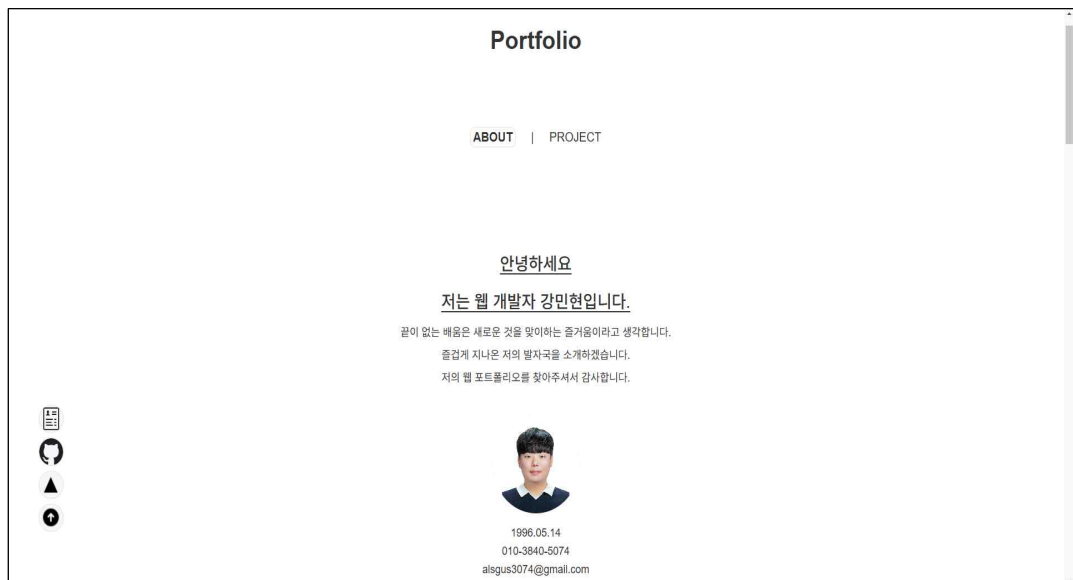 Portfolio
ABOUT | PROJECT
안녕하세요
저는 웹 개발자 강민현입니다.
끝이 없는 배움은 새로운 것을 맞이하는 즐거움이라고 생각합니다.
즐겁게 지나온 저의 발자국을 소개하겠습니다.
저의 웹 포트폴리오를 찾아주셔서 감사합니다.
1996.05.14
010-3840-5074
alsgus3074@gmail.com